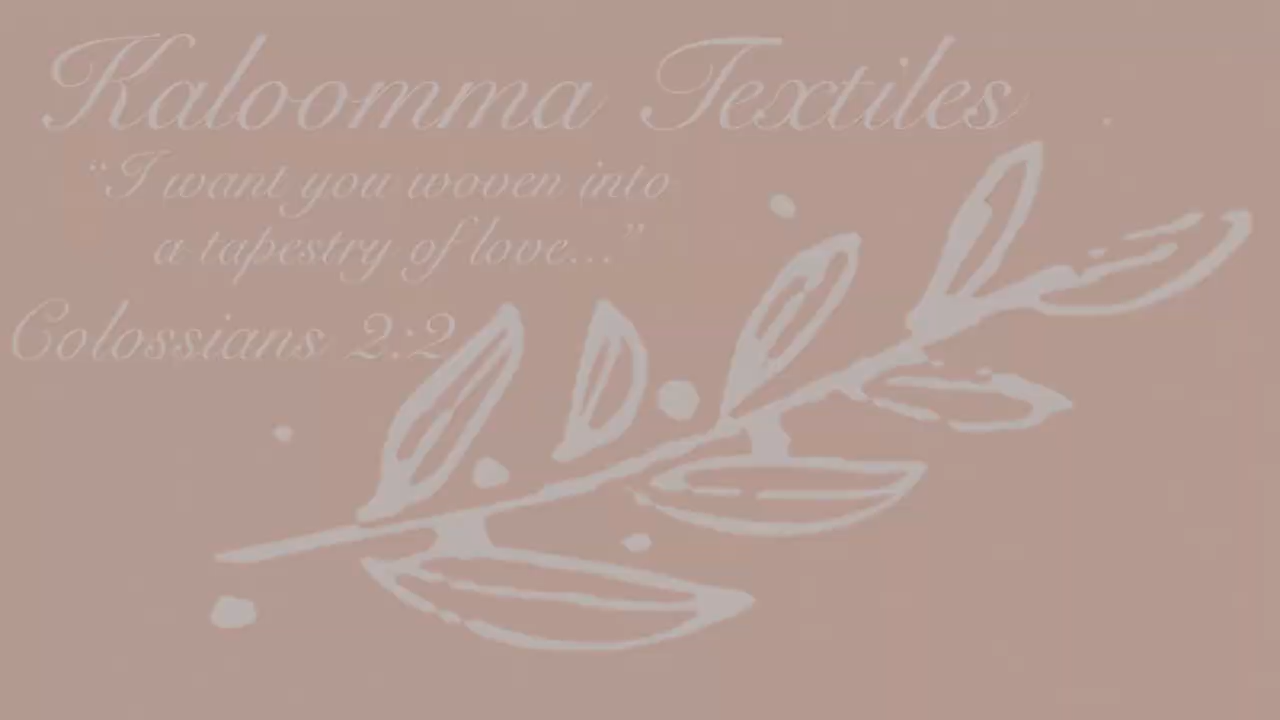 Kaloomma Textiles
“I want you woven into
a tapestry of love...”
Colossians 2:2